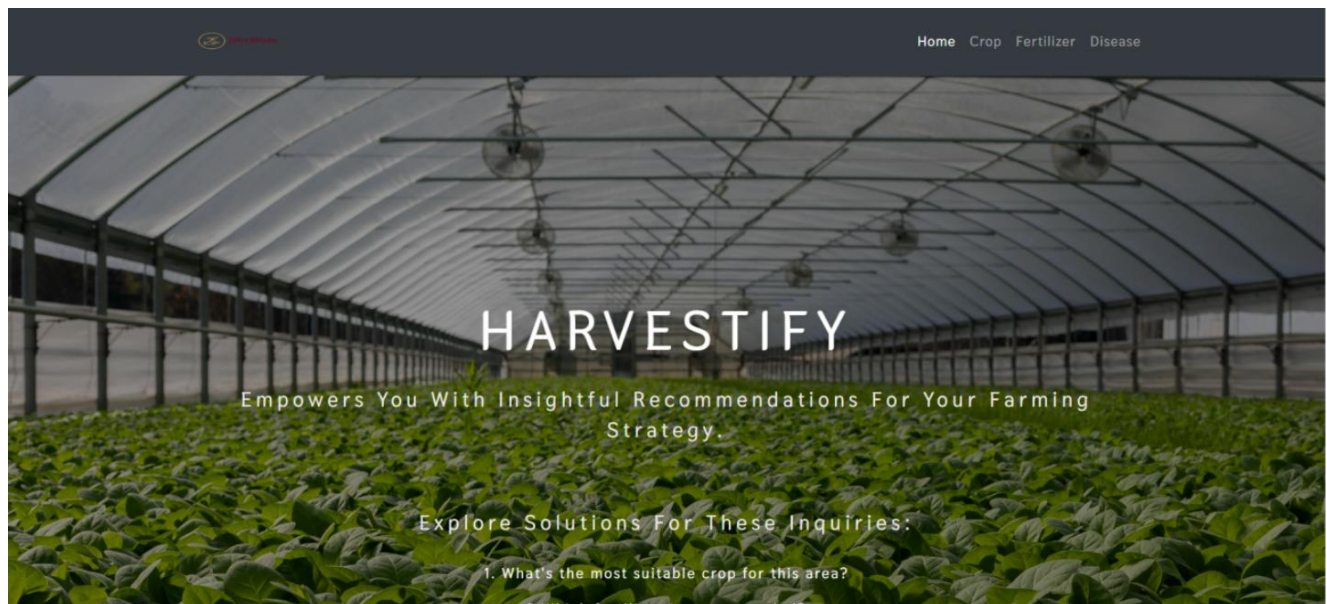 Home Crop Fertilizer Disease
HARVESTIFY
Empowers You With Insightful Recommendations For Your Farming
Strategy.
Explore Solutions For These Inquiries:
1. What's the most suitable crop for this area?